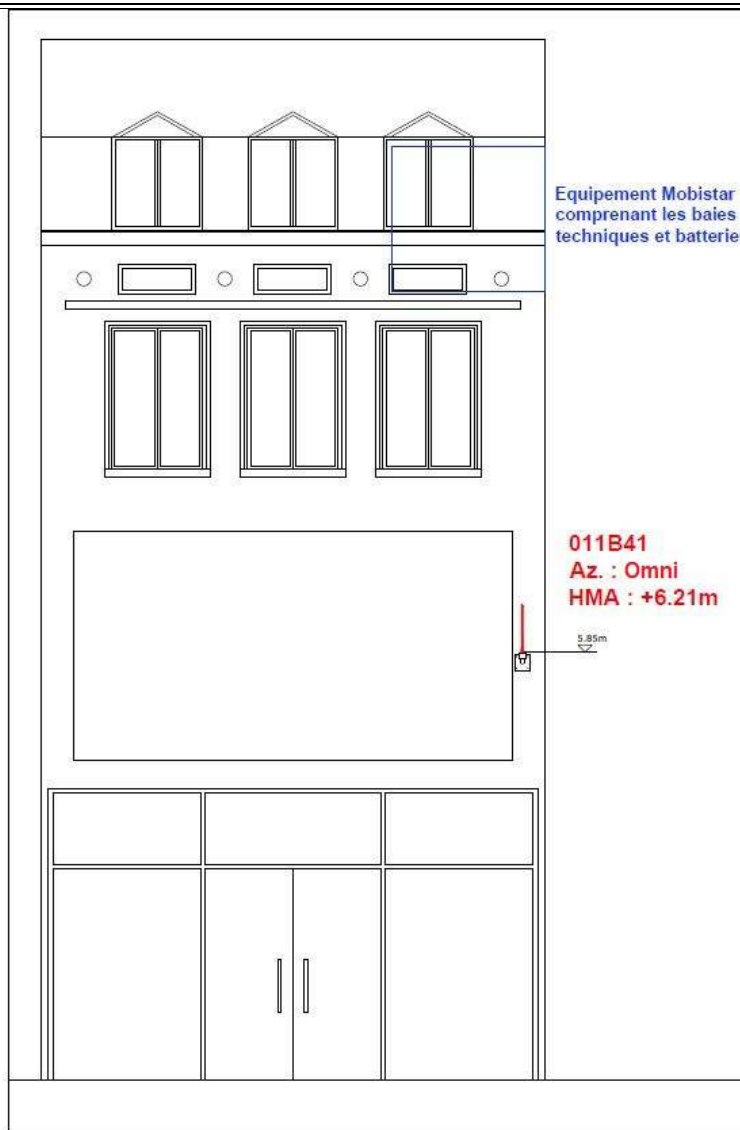 Equipement Mobistar
comprenant les baies
techniques et batterie
011B41
Az. : Omni
HMA : +6.21m
5.85m